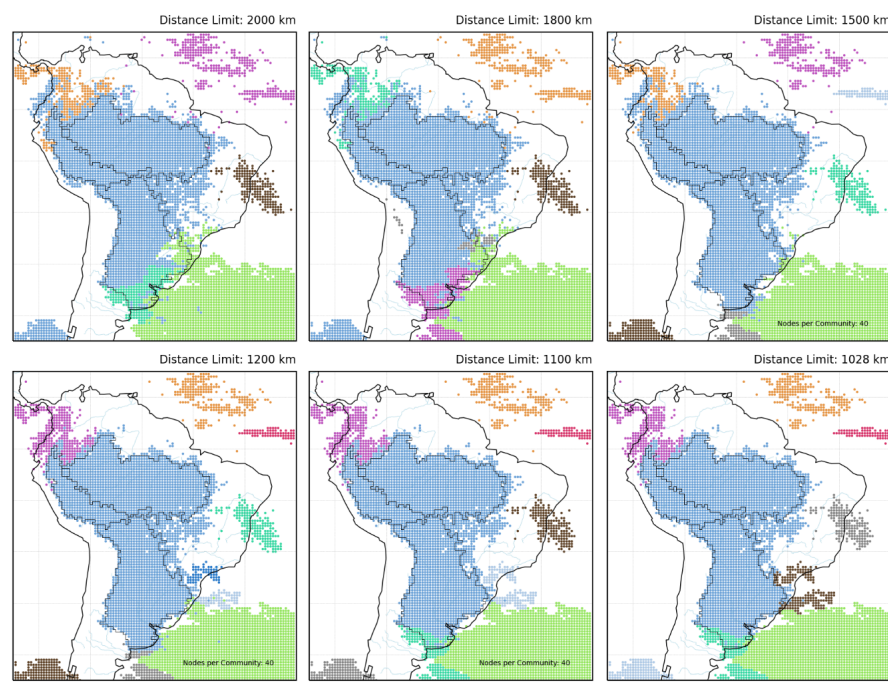 Distance Limit: 2000 km
Distance Limit: 1800 km
Distance Limit: 1500 km
Nodes per Community: 40
Distance Limit: 1200 km
Distance Limit: 1100 km
Distance Limit: 1028 km
Nodes per Community: 40
Nodes per Community: 40